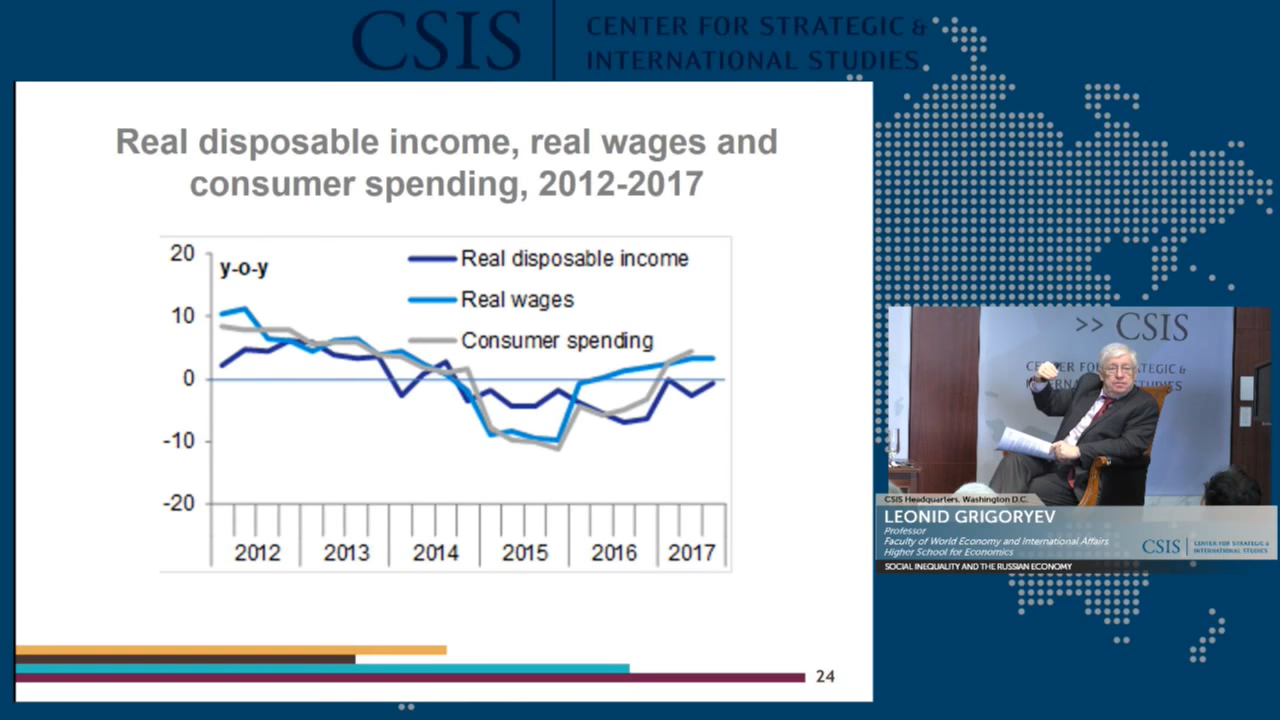 CSIS
CENTER FOR STRATEGIC &
INTERNATIONAL STUDIES
Real disposable income, real wages and
consumer spending, 2012-2017
20
10
0
-10
-20
y-o-y
Real disposable income
Real wages
Consumer spending
2012
2013
2014
2015
2016
2017
24
>> CSIS
CSIS Headquarters, Washington D.C.
LEONID GRIGORYEV
Professor
Faculty of World Economy and International Affairs
Higher School for Economics
CSIS
CENTER FOR STRATEGIC &
INTERNATIONAL STUDIES
SOCIAL INEQUALITY AND THE RUSSIAN ECONOMY